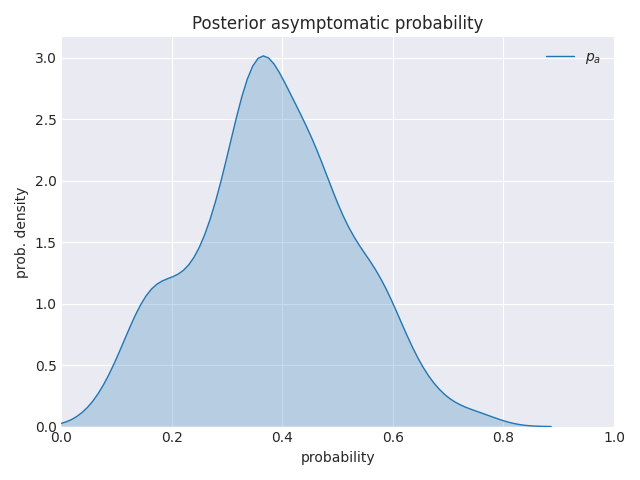 Posterior asymptomatic probability
pₐ
prob. density
3.0
2.5
2.0
1.5
1.0
0.5
0.0
0.0 0.2 0.4 0.6 0.8 1.0
probability